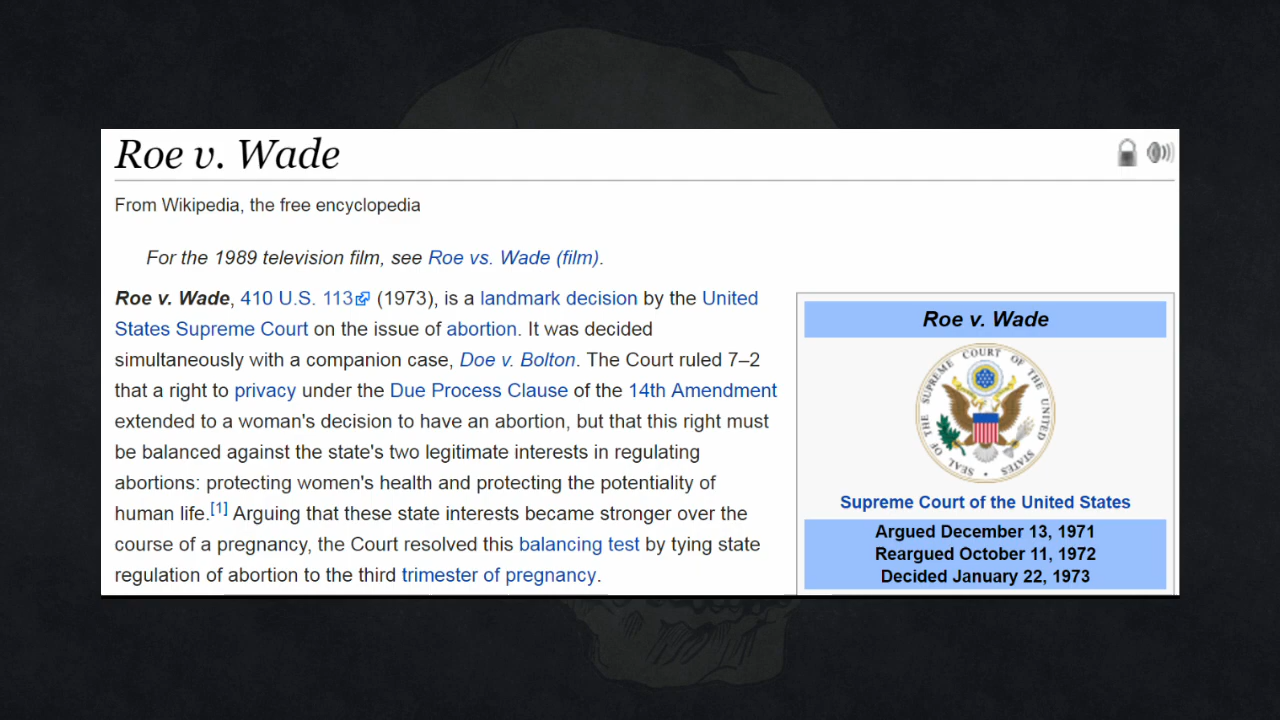 Roe v. Wade
From Wikipedia, the free encyclopedia
For the 1989 television film, see Roe vs. Wade (film).
Roe v. Wade, 410 U.S. 113 (1973), is a landmark decision by the United
States Supreme Court on the issue of abortion. It was decided
simultaneously with a companion case, Doe v. Bolton. The Court ruled 7–2
that a right to privacy under the Due Process Clause of the 14th Amendment
extended to a woman's decision to have an abortion, but that this right must
be balanced against the state's two legitimate interests in regulating
abortions: protecting women's health and protecting the potentiality of
human life.[1] Arguing that these state interests became stronger over the
course of a pregnancy, the Court resolved this balancing test by tying state
regulation of abortion to the third trimester of pregnancy.
Roe v. Wade
SEAL OF THE SUPREME COURT OF THE UNITED STATES
Supreme Court of the United States
Argued December 13, 1971
Reargued October 11, 1972
Decided January 22, 1973